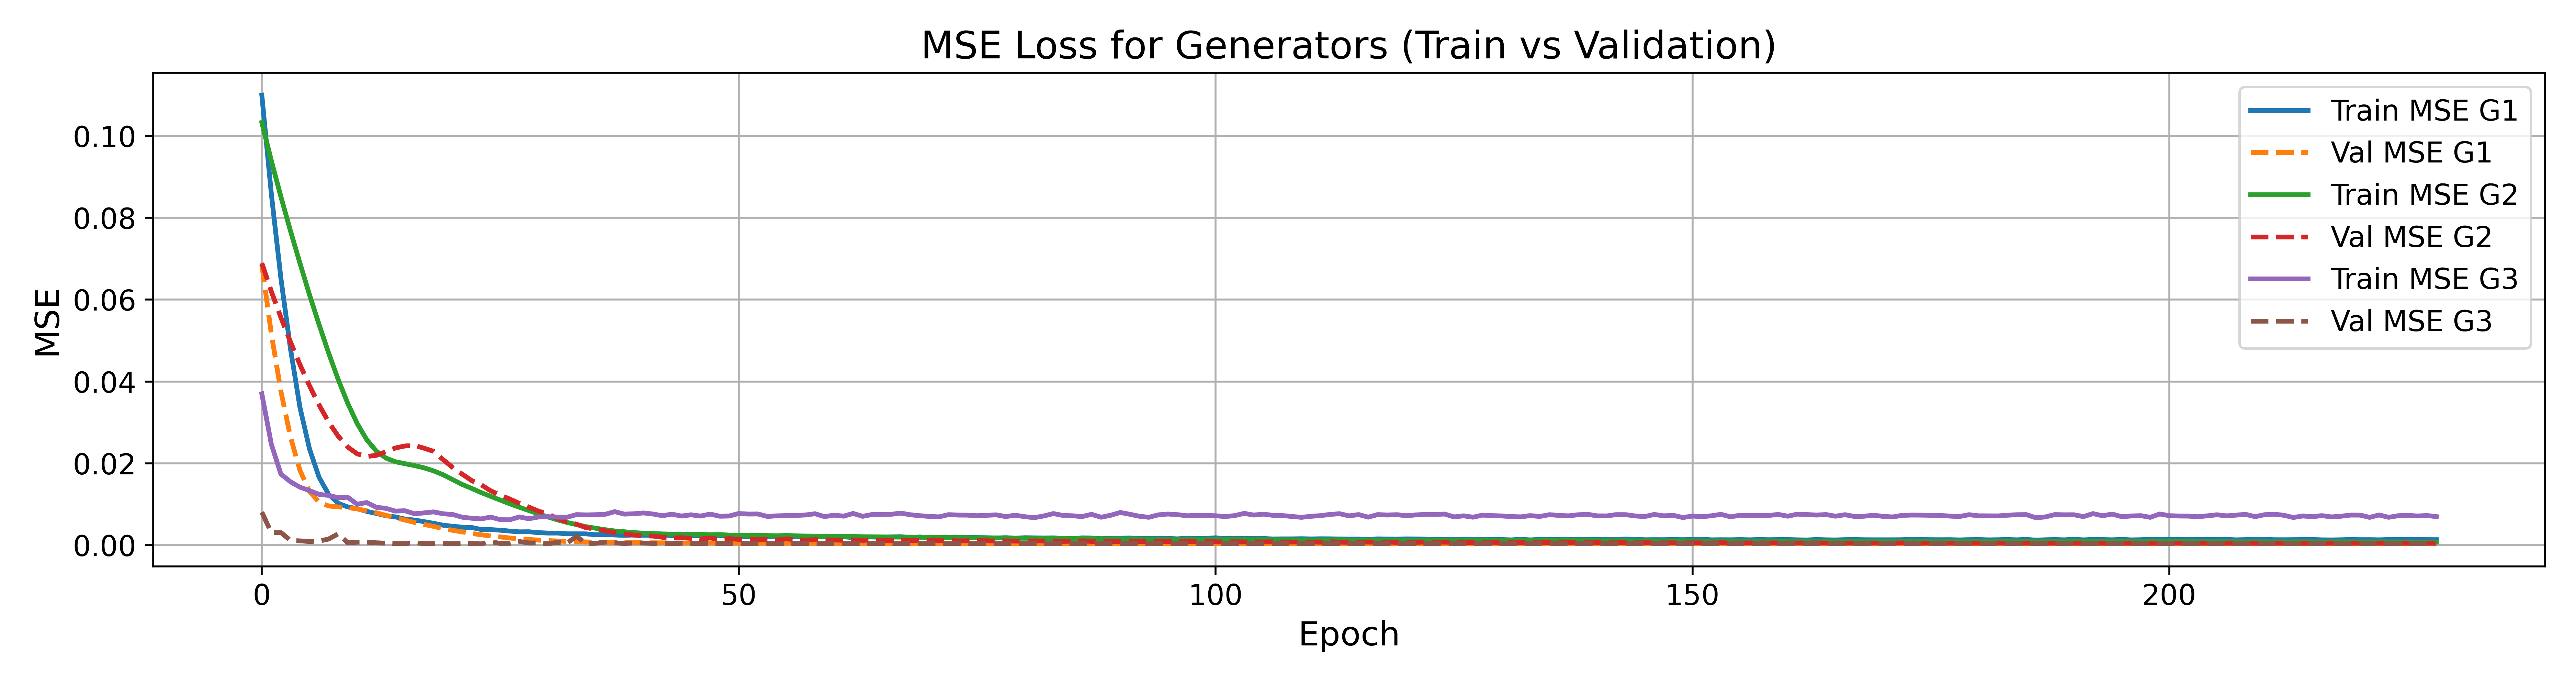 MSE Loss for Generators (Train vs Validation)
MSE
0.10
0.08
0.06
0.04
0.02
0.00
0
50
100
150
200
Epoch
Train MSE G1
Val MSE G1
Train MSE G2
Val MSE G2
Train MSE G3
Val MSE G3